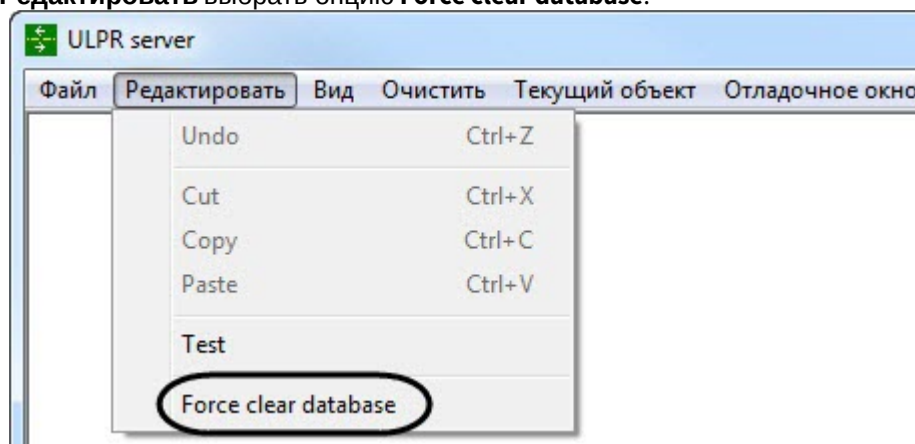 Редактировать выбрать опцию Force clear database.
ULPR server
Файл Редактировать Вид Очистить Текущий объект Отладочное окно
Undo Ctrl+Z
Cut Ctrl+X
Copy Ctrl+C
Paste Ctrl+V
Test
Force clear database